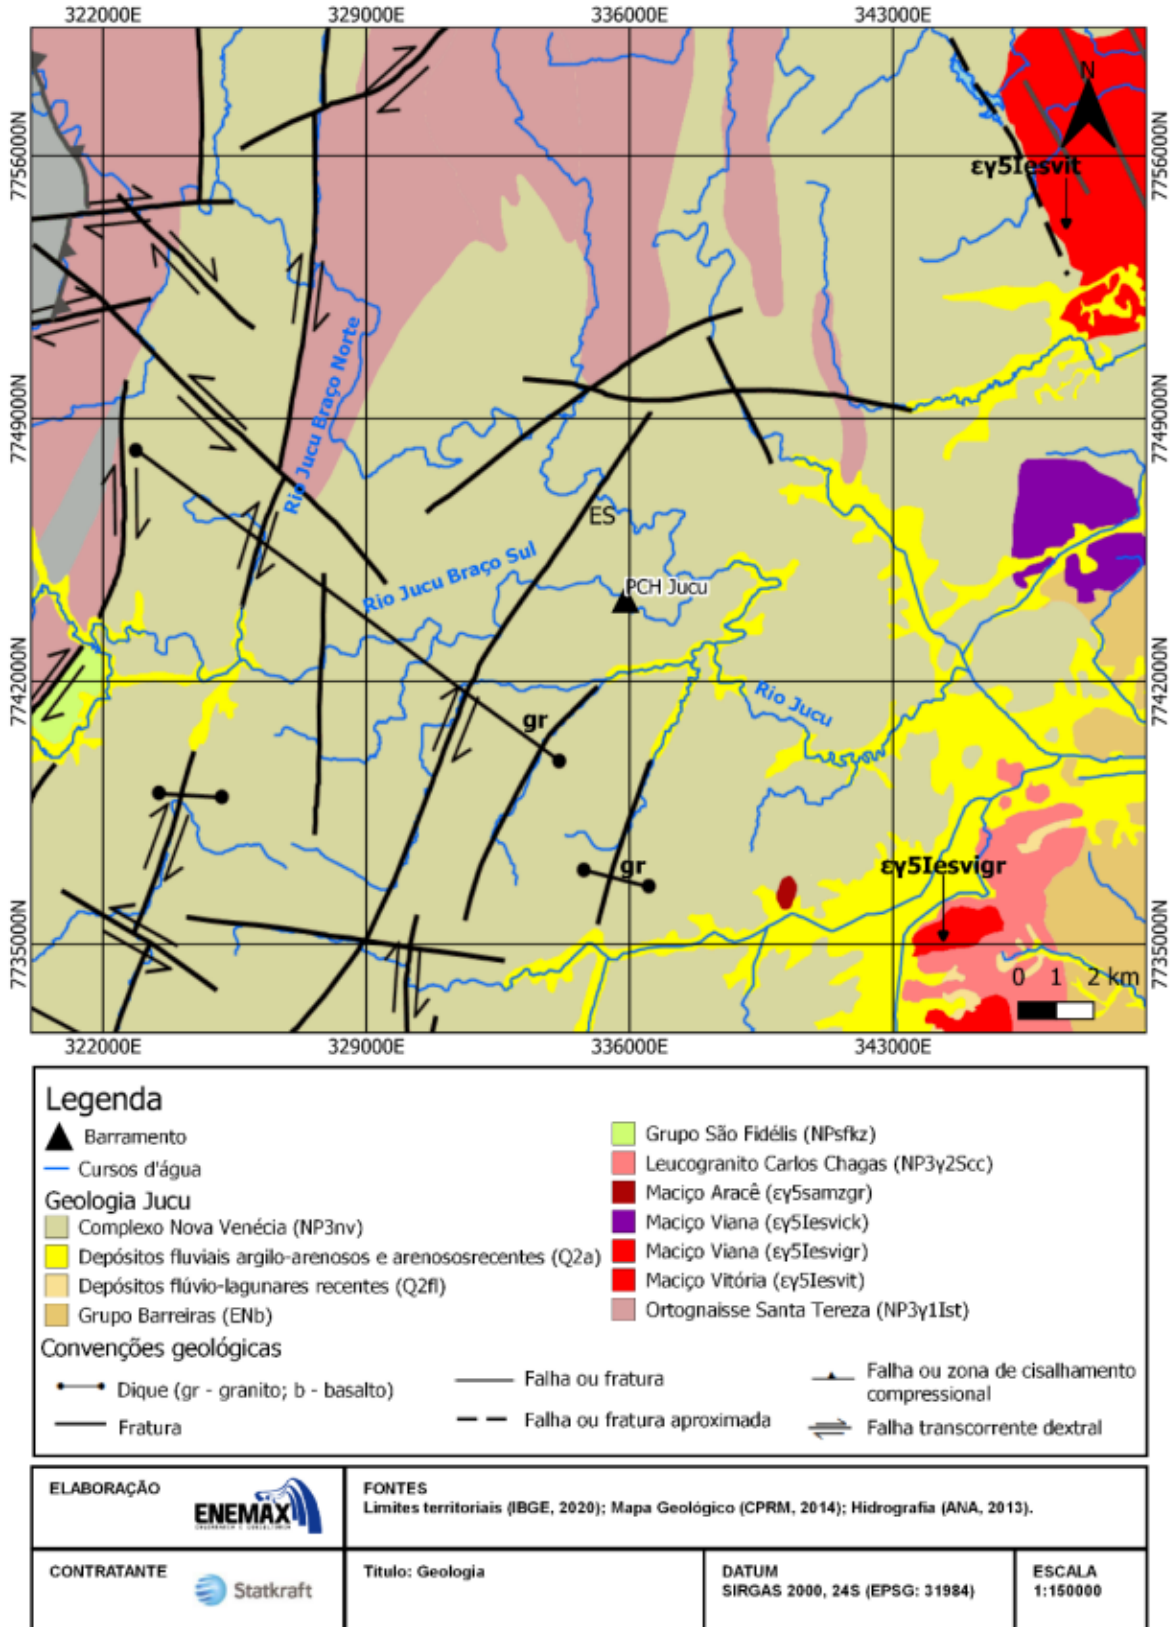 322000E 329000E 336000E 343000E
N
7756000N 7756000N
εγ5Iesvit
Rio Jucu Braço Norte
7749000N 7749000N
ES
Rio Jucu Braço Sul
PCH Jucu
7742000N 7742000N
Rio Jucu
gr
gr
εγ5Iesvigr
7735000N 7735000N
0 1 2 km
322000E 329000E 336000E 343000E
Legenda
Barramento
Cursos d'água
Geologia Jucu
Complexo Nova Venécia (NP3nv)
Depósitos fluviais argilo-arenosos e arenososrecentes (Q2a)
Depósitos flúvio-lagunares recentes (Q2fl)
Grupo Barreiras (ENb)
Grupo São Fidélis (NPsfkz)
Leucogranito Carlos Chagas (NP3γ2Scc)
Maciço Aracê (εγ5samzgr)
Maciço Viana (εγ5Iesvick)
Maciço Viana (εγ5Iesvigr)
Maciço Vitória (εγ5Iesvit)
Ortognaisse Santa Tereza (NP3γ1Ist)
Convenções geológicas
Dique (gr - granito; b - basalto)
Fratura
Falha ou fratura
Falha ou fratura aproximada
Falha ou zona de cisalhamento
compressional
Falha transcorrente dextral
ELABORAÇÃO
ENEMAX
FONTES
Limites territoriais (IBGE, 2020); Mapa Geológico (CPRM, 2014); Hidrografia (ANA, 2013).
CONTRATANTE
Statkraft
Título: Geologia
DATUM
SIRGAS 2000, 24S (EPSG: 31984)
ESCALA
1:150000